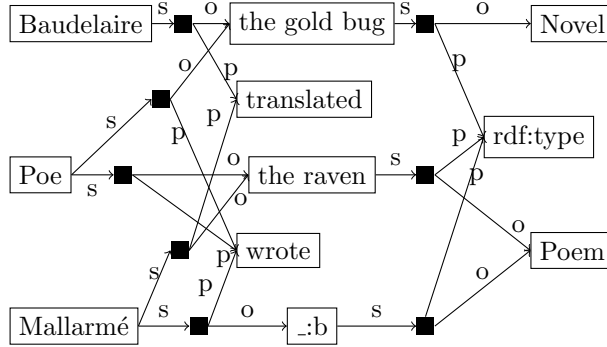 s o s o
Baudelaire the gold bug Novel
o p p
translated
s p p p rdf:type
Poe s o the raven s p
o o
wrote p Poem
s p o
Mallarmé s o _:b s